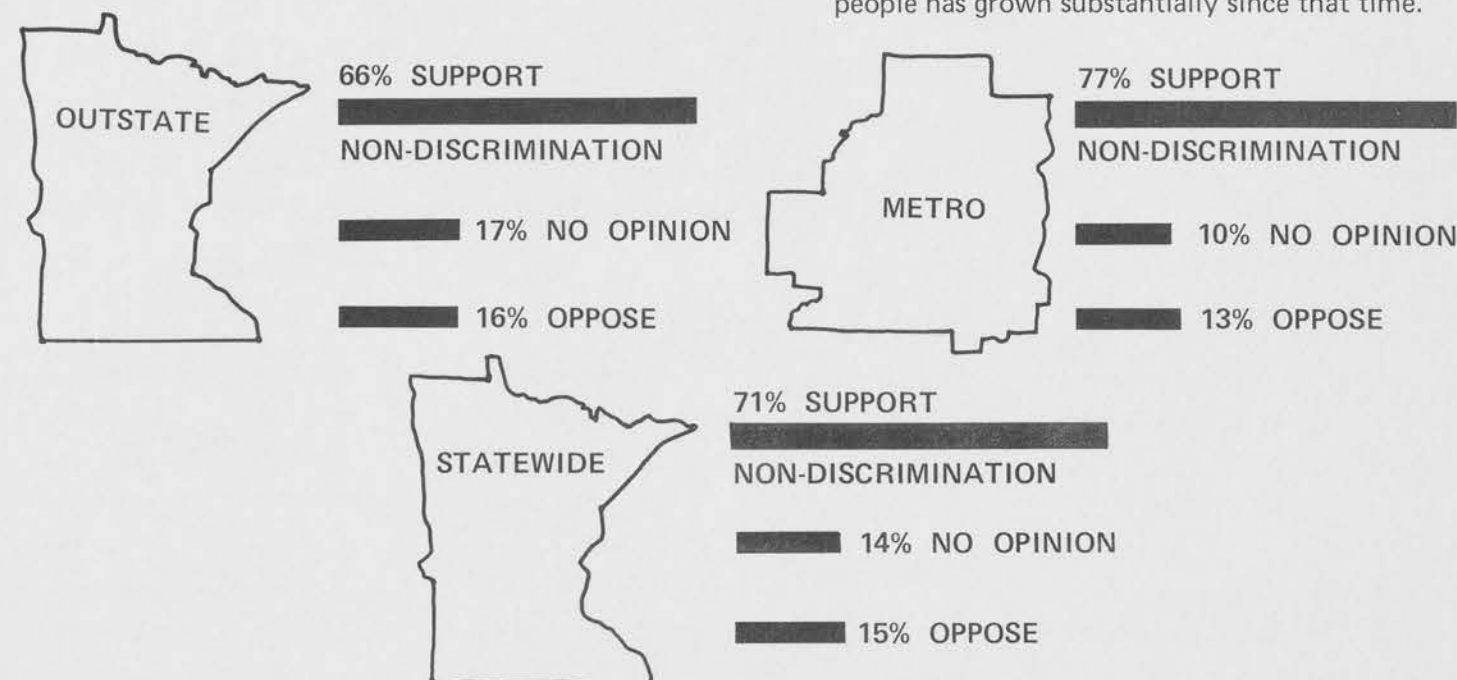 people has grown substantially since that time.
OUTSTATE
66% SUPPORT
NON-DISCRIMINATION
17% NO OPINION
16% OPPOSE
METRO
77% SUPPORT
NON-DISCRIMINATION
10% NO OPINION
13% OPPOSE
STATEWIDE
71% SUPPORT
NON-DISCRIMINATION
14% NO OPINION
15% OPPOSE